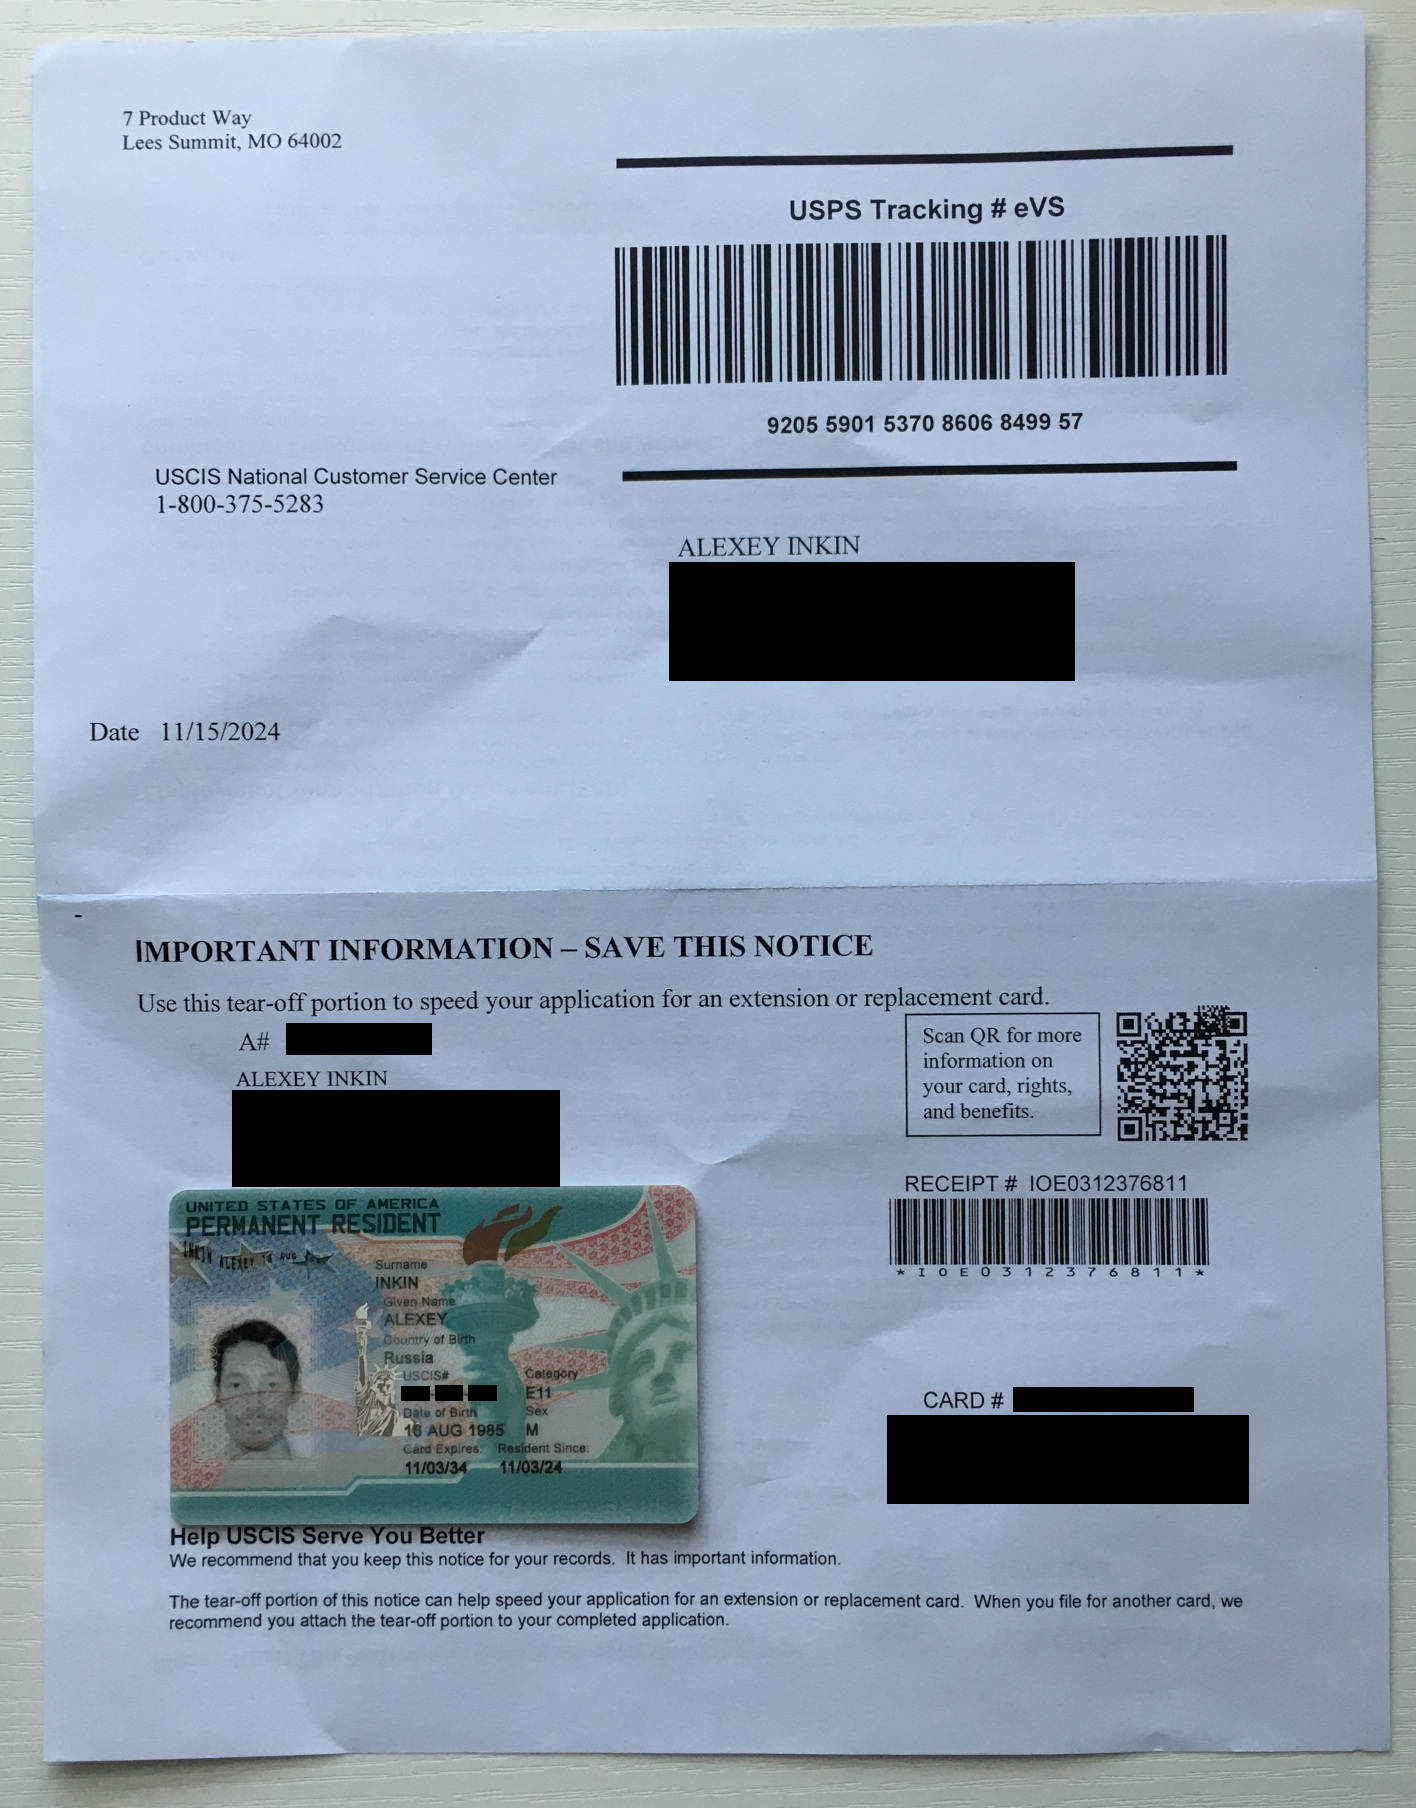 7 Product Way
Lees Summit, MO 64002
USPS Tracking # eVS
9205 5901 5370 8606 8499 57
USCIS National Customer Service Center
1-800-375-5283
ALEXEY INKIN
Date 11/15/2024
IMPORTANT INFORMATION – SAVE THIS NOTICE
Use this tear-off portion to speed your application for an extension or replacement card.
A#
ALEXEY INKIN
Scan QR for more
information on
your card, rights,
and benefits.
RECEIPT # IOE0312376811
*IOE0312376811*
UNITED STATES OF AMERICA
PERMANENT RESIDENT
INKIN ALEXEY 16 AUG
Surname
INKIN
Given Name
ALEXEY
Country of Birth
Russia
USCIS#
Category
E11
Date of Birth
Sex
16 AUG 1985 M
Card Expires: Resident Since:
11/03/34 11/03/24
CARD #
Help USCIS Serve You Better
We recommend that you keep this notice for your records. It has important information.
The tear-off portion of this notice can help speed your application for an extension or replacement card. When you file for another card, we
recommend you attach the tear-off portion to your completed application.